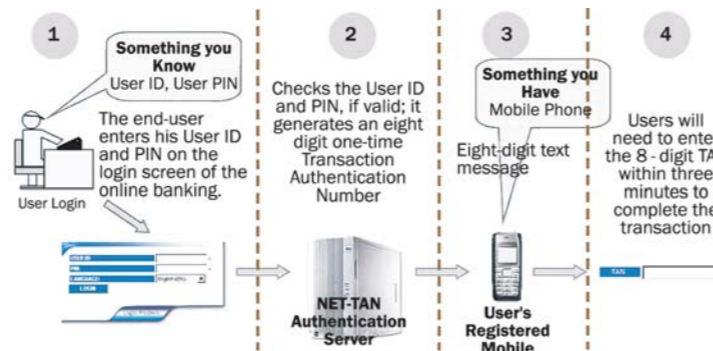 1
Something you
Know
User ID, User PIN
The end-user
enters his User ID
and PIN on the
login screen of the
online banking.
User Login
USER ID
PIN
LANGUAGE
LOGIN
2
Checks the User ID
and PIN, if valid; it
generates an eight
digit one-time
Transaction
Authentication
Number
NET-TAN
Authentication
Server
3
Something you
Have
Mobile Phone
Eight-digit text
message
User's
Registered
Mobile
4
Users will
need to enter
the 8 - digit TA
within three
minutes to
complete the
transaction
TAN